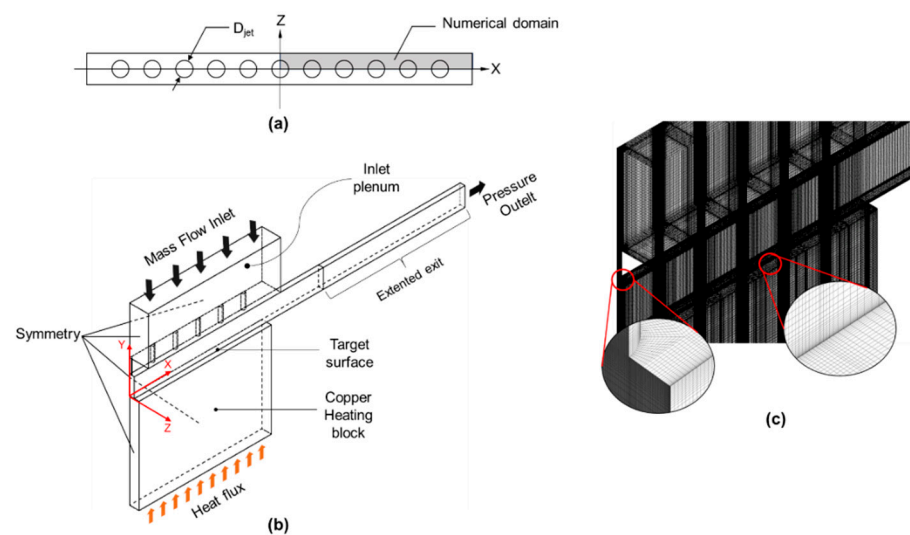 D_jet
Z
Numerical domain
X
(a)
Inlet
plenum
Pressure
Outelt
Mass Flow Inlet
Extented exit
Symmetry
Y
X
Z
Target
surface
Copper
Heating
block
Heat flux
(b)
(c)